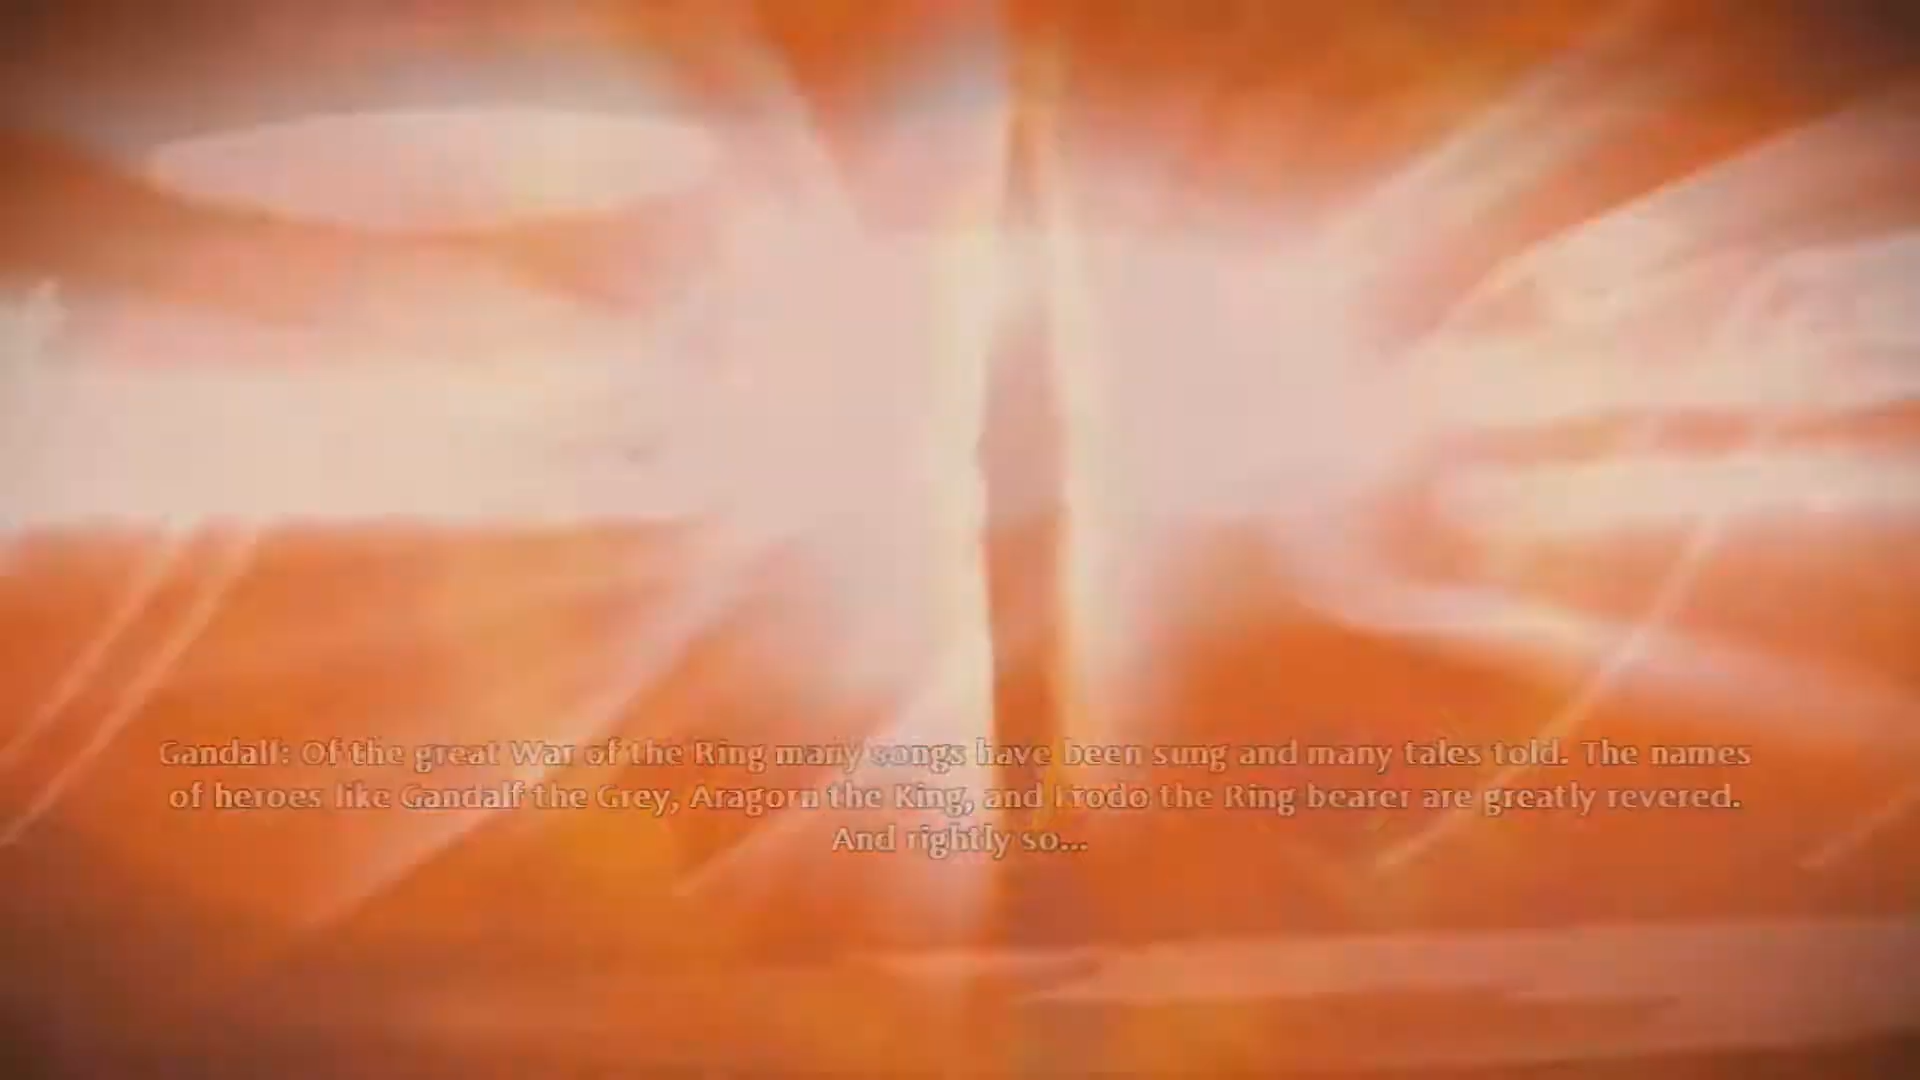 Gandalf: Of the great War of the Ring many songs have been sung and many tales told. The names
of heroes like Gandalf the Grey, Aragorn the King, and Frodo the Ring bearer are greatly revered.
And rightly so...